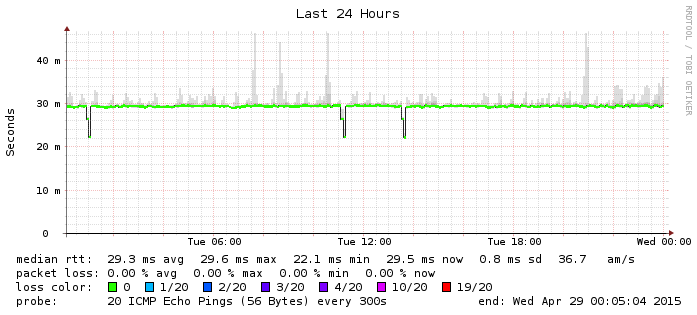 Last 24 Hours
RRDTOOL / TOBI OETIKER
Seconds
40 m
30 m
20 m
10 m
0
Tue 06:00 Tue 12:00 Tue 18:00 Wed 00:00
median rtt: 29.3 ms avg 29.6 ms max 22.1 ms min 29.5 ms now 0.8 ms sd 36.7 am/s
packet loss: 0.00 % avg 0.00 % max 0.00 % min 0.00 % now
loss color: 0 1/20 2/20 3/20 4/20 10/20 19/20
probe: 20 ICMP Echo Pings (56 Bytes) every 300s end: Wed Apr 29 00:05:04 2015